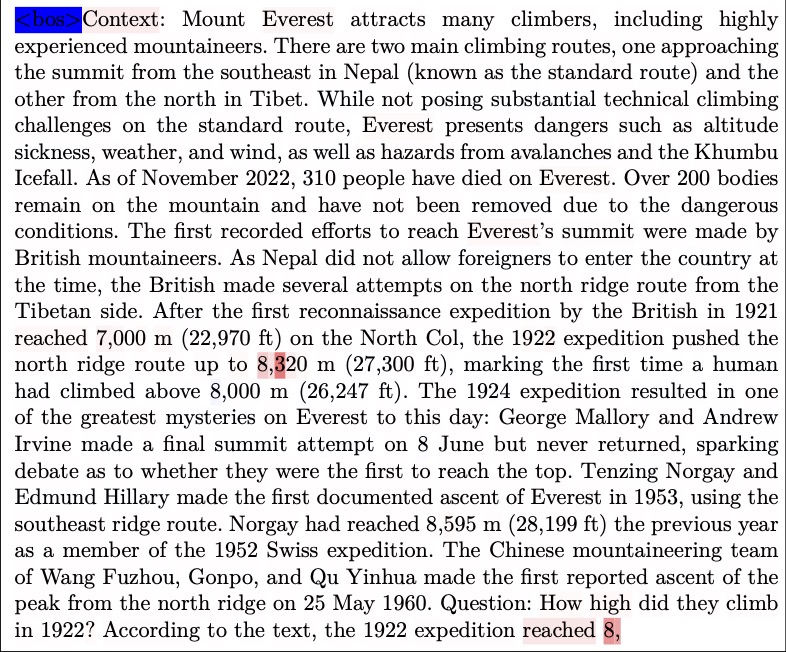 <bos>Context: Mount Everest attracts many climbers, including highly
experienced mountaineers. There are two main climbing routes, one approaching
the summit from the southeast in Nepal (known as the standard route) and the
other from the north in Tibet. While not posing substantial technical climbing
challenges on the standard route, Everest presents dangers such as altitude
sickness, weather, and wind, as well as hazards from avalanches and the Khumbu
Icefall. As of November 2022, 310 people have died on Everest. Over 200 bodies
remain on the mountain and have not been removed due to the dangerous
conditions. The first recorded efforts to reach Everest's summit were made by
British mountaineers. As Nepal did not allow foreigners to enter the country at
the time, the British made several attempts on the north ridge route from the
Tibetan side. After the first reconnaissance expedition by the British in 1921
reached 7,000 m (22,970 ft) on the North Col, the 1922 expedition pushed the
north ridge route up to 8,320 m (27,300 ft), marking the first time a human
had climbed above 8,000 m (26,247 ft). The 1924 expedition resulted in one
of the greatest mysteries on Everest to this day: George Mallory and Andrew
Irvine made a final summit attempt on 8 June but never returned, sparking
debate as to whether they were the first to reach the top. Tenzing Norgay and
Edmund Hillary made the first documented ascent of Everest in 1953, using the
southeast ridge route. Norgay had reached 8,595 m (28,199 ft) the previous year
as a member of the 1952 Swiss expedition. The Chinese mountaineering team
of Wang Fuzhou, Gonpo, and Qu Yinhua made the first reported ascent of the
peak from the north ridge on 25 May 1960. Question: How high did they climb
in 1922? According to the text, the 1922 expedition reached 8,